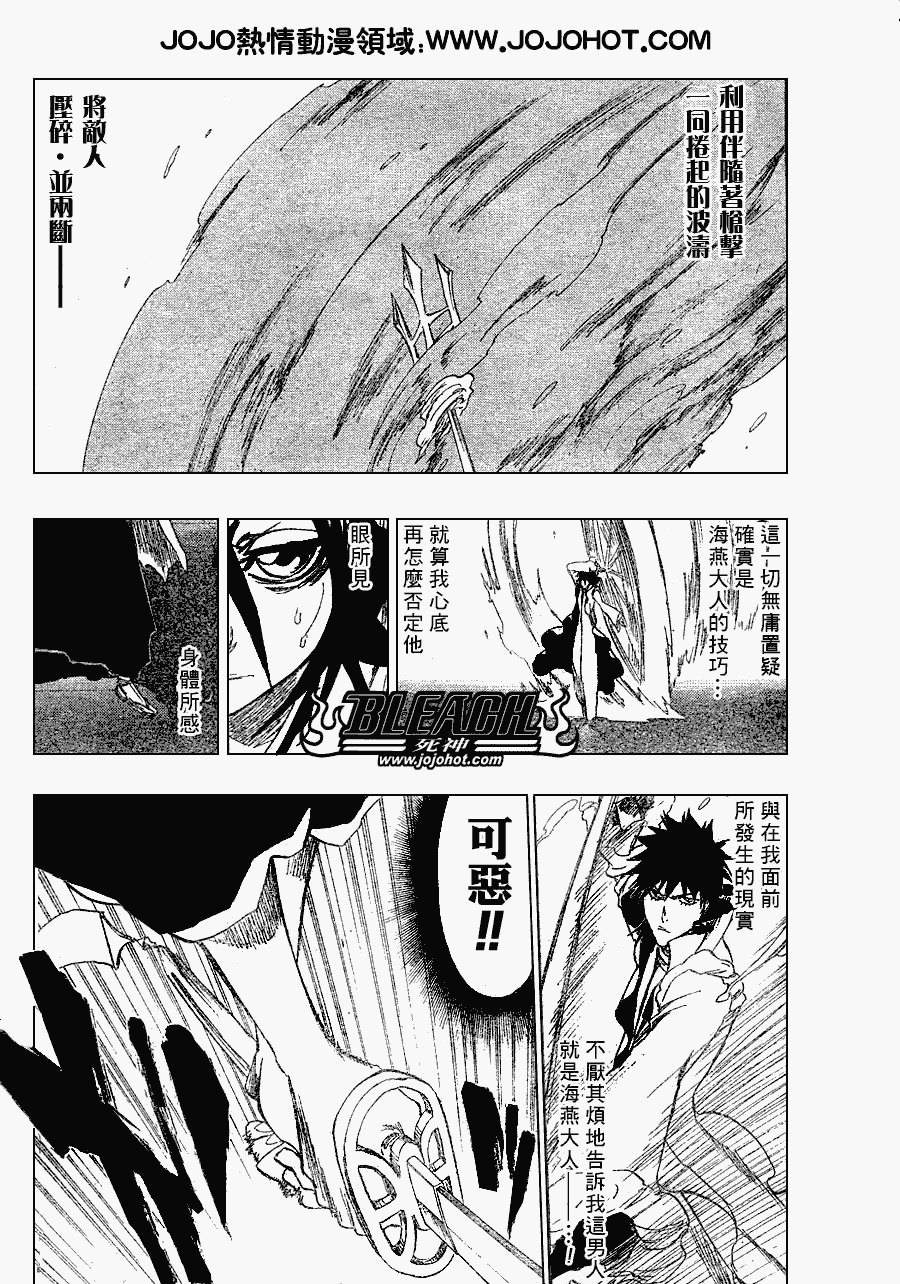 JOJO熱情動漫領域:WWW.JOJOHOT.COM
利用伴隨著槍擊
一同捲起的波濤
將敵人
壓碎·並兩斷——
這一切無庸置疑
確實是
海燕大人的技巧…
就算我心底
再怎麼否定他
眼所見
身體所感
BLEACH
死神
www.jojohot.com
與在我面前
所發生的現實
不厭其煩地告訴我這男人
就是海燕大人——…!
可惡!!